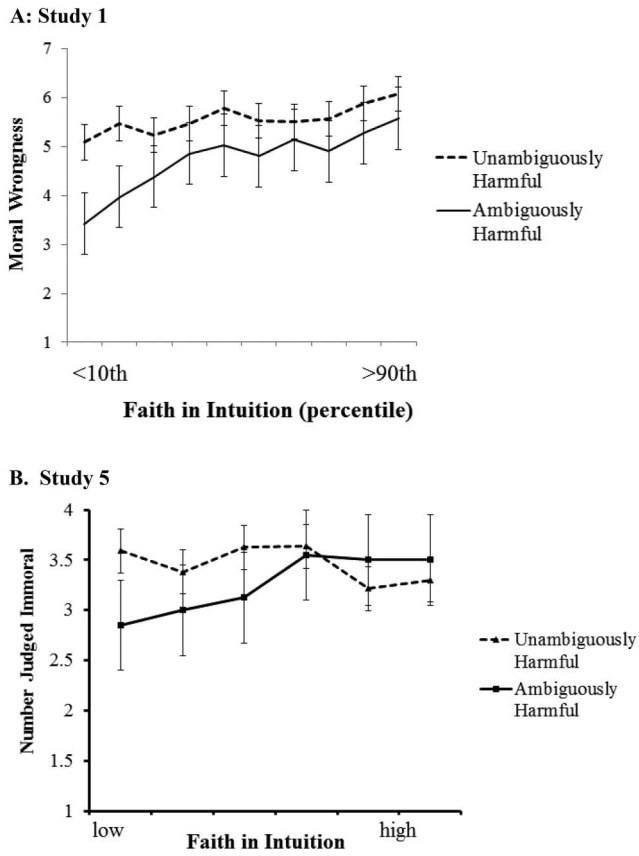 A: Study 1
7
6
5
4
3
2
1
Moral Wrongness
Unambiguously
Harmful
Ambiguously
Harmful
<10th
>90th
Faith in Intuition (percentile)
B. Study 5
4
3.5
3
2.5
2
1.5
1
Number Judged Immoral
Unambiguously
Harmful
Ambiguously
Harmful
low
high
Faith in Intuition